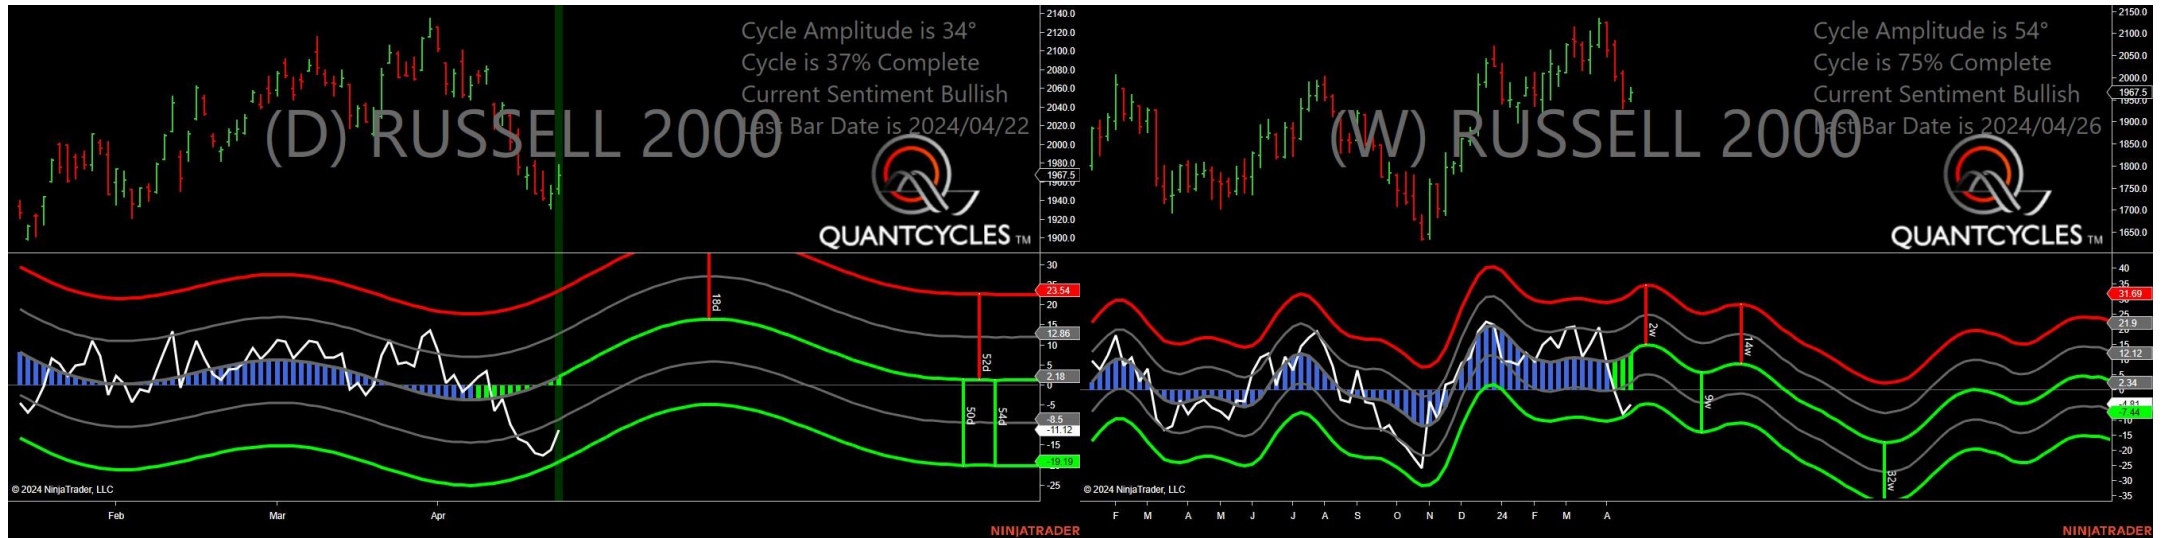 Cycle Amplitude is 34°
Cycle is 37% Complete
Current Sentiment Bullish
Last Bar Date is 2024/04/22
(D) RUSSELL 2000
QUANTCYCLES TM
2140.0
2120.0
2100.0
2080.0
2060.0
2040.0
2020.0
2000.0
1980.0
1967.5
1960.0
1940.0
1920.0
1900.0
30
23.54
20
15
12.86
10
5
2.18
0
-5
-8.5
-11.12
-15
-19.19
-25
18d
52d
50d
54d
© 2024 NinjaTrader, LLC
Feb
Mar
Apr
NINJATRADER
Cycle Amplitude is 54°
Cycle is 75% Complete
Current Sentiment Bullish
Last Bar Date is 2024/04/26
(W) RUSSELL 2000
QUANTCYCLES TM
2150.0
2100.0
2050.0
2000.0
1967.5
1950.0
1900.0
1850.0
1800.0
1750.0
1700.0
1650.0
40
35
31.69
25
21.9
15
12.12
5
2.34
0
-4.81
-7.44
-10
-15
-20
-25
-30
-35
2w
14w
9w
32w
© 2024 NinjaTrader, LLC
F
M
A
M
J
J
A
S
O
N
D
24
F
M
A
NINJATRADER